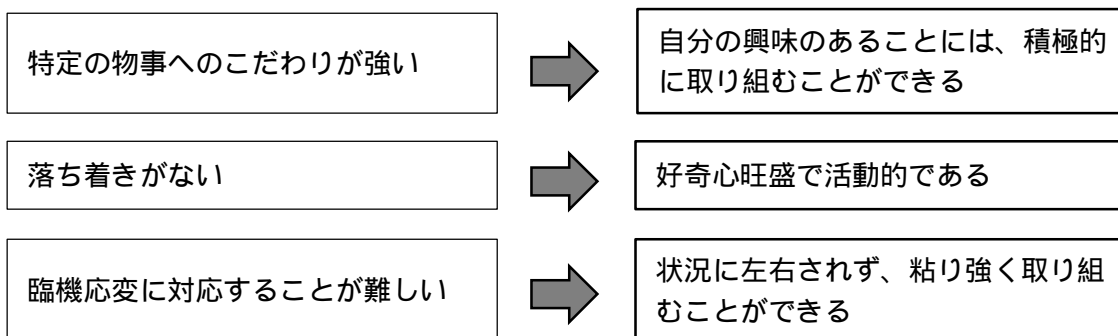 特定の物事へのこだわりが強い
自分の興味のあることには、積極的
に取り組むことができる
落ち着きがない
好奇心旺盛で活動的である
臨機応変に対応することが難しい
状況に左右されず、粘り強く取り組
むことができる